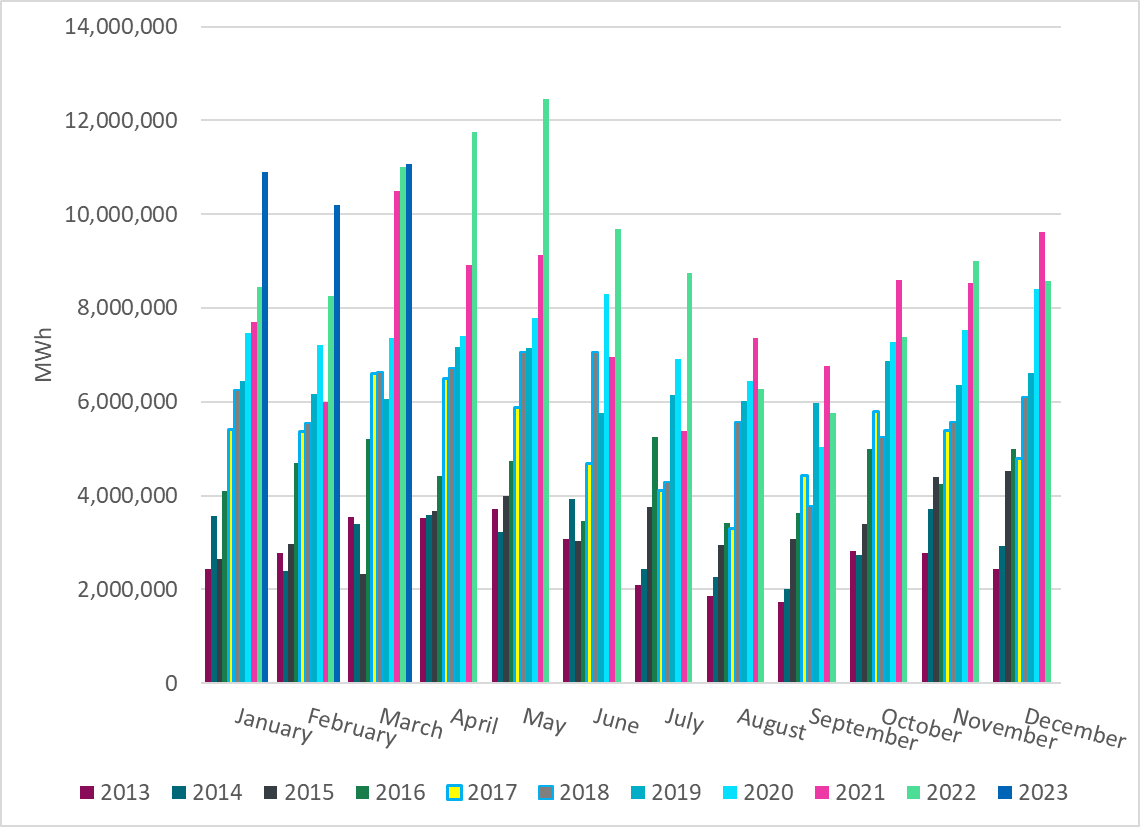 14,000,000
12,000,000
10,000,000
8,000,000
6,000,000
4,000,000
2,000,000
0
MWh
January
February
March
April
May
June
July
August
September
October
November
December
2013 2014 2015 2016 2017 2018 2019 2020 2021 2022 2023